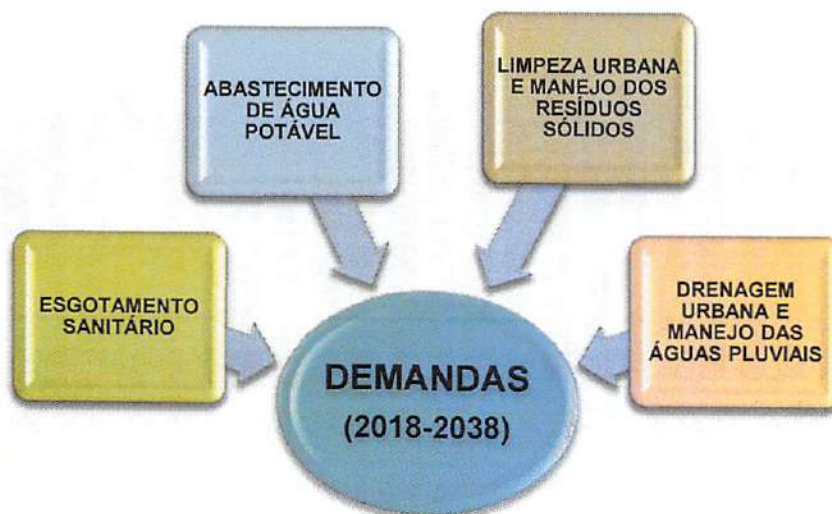 ABASTECIMENTO
DE ÁGUA
POTÁVEL
LIMPEZA URBANA
E MANEJO DOS
RESÍDUOS
SÓLIDOS
ESGOTAMENTO
SANITÁRIO
DRENAGEM
URBANA E
MANEJO DAS
ÁGUAS PLUVIAIS
DEMANDAS
(2018-2038)